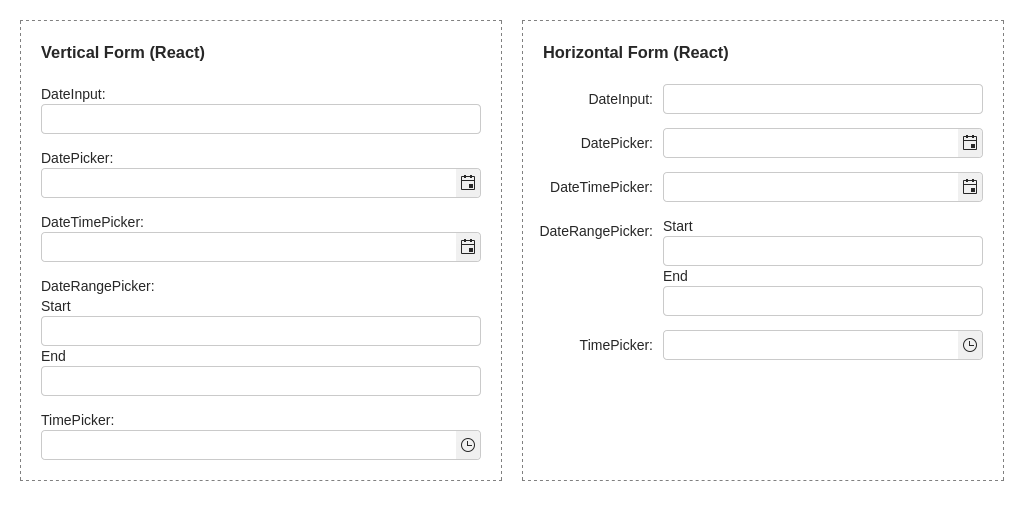 Vertical Form (React)
DateInput:
DatePicker:
DateTimePicker:
DateRangePicker:
Start
End
TimePicker:
Horizontal Form (React)
DateInput:
DatePicker:
DateTimePicker:
DateRangePicker:
Start
End
TimePicker: